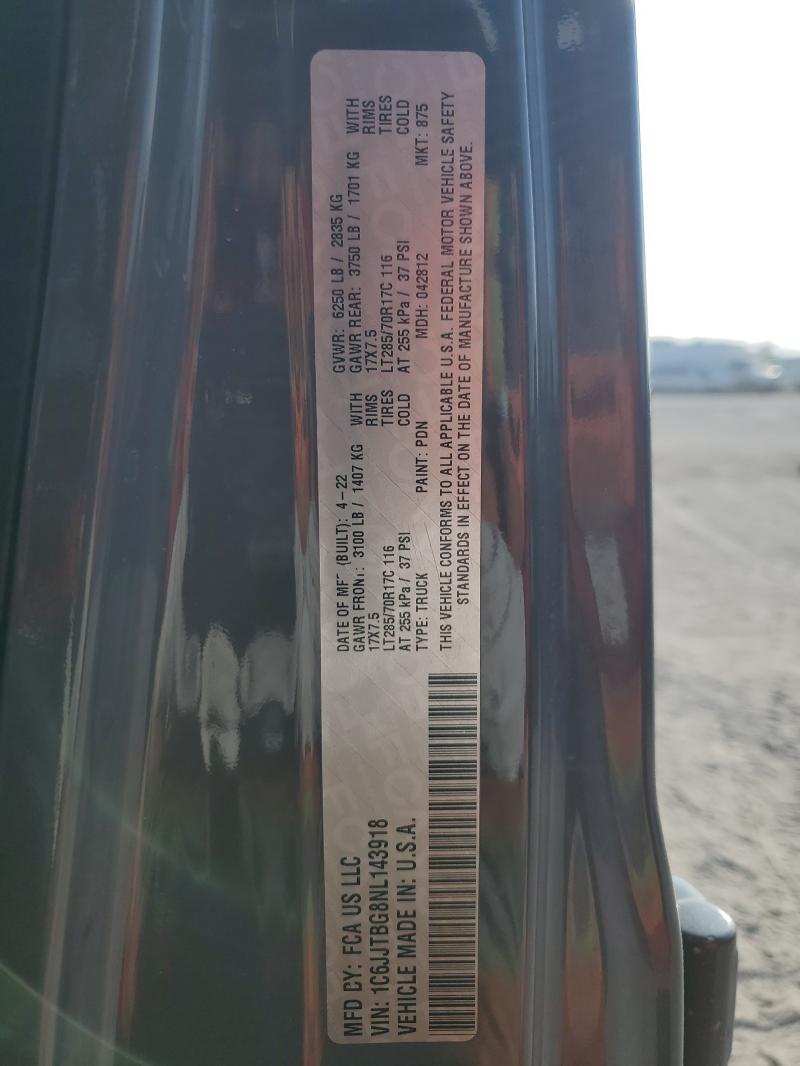 MFD BY: FCA US LLC
VIN: 1C6JJTBG8NL143918
VEHICLE MADE IN: U.S.A.
DATE OF MF (BUILT): 4-22
GAWR FRONT: 3100 LB / 1407 KG WITH
17X7.5 RIMS
LT285/70R17C 116 TIRES
AT 255 kPa / 37 PSI COLD
GVWR: 6250 LB / 2835 KG
GAWR REAR: 3750 LB / 1701 KG WITH
17X7.5 RIMS
LT285/70R17C 116 TIRES
AT 255 kPa / 37 PSI COLD
TYPE: TRUCK PAINT: PDN MDH: 042812 MKT: 875
THIS VEHICLE CONFORMS TO ALL APPLICABLE U.S.A. FEDERAL MOTOR VEHICLE SAFETY
STANDARDS IN EFFECT ON THE DATE OF MANUFACTURE SHOWN ABOVE.